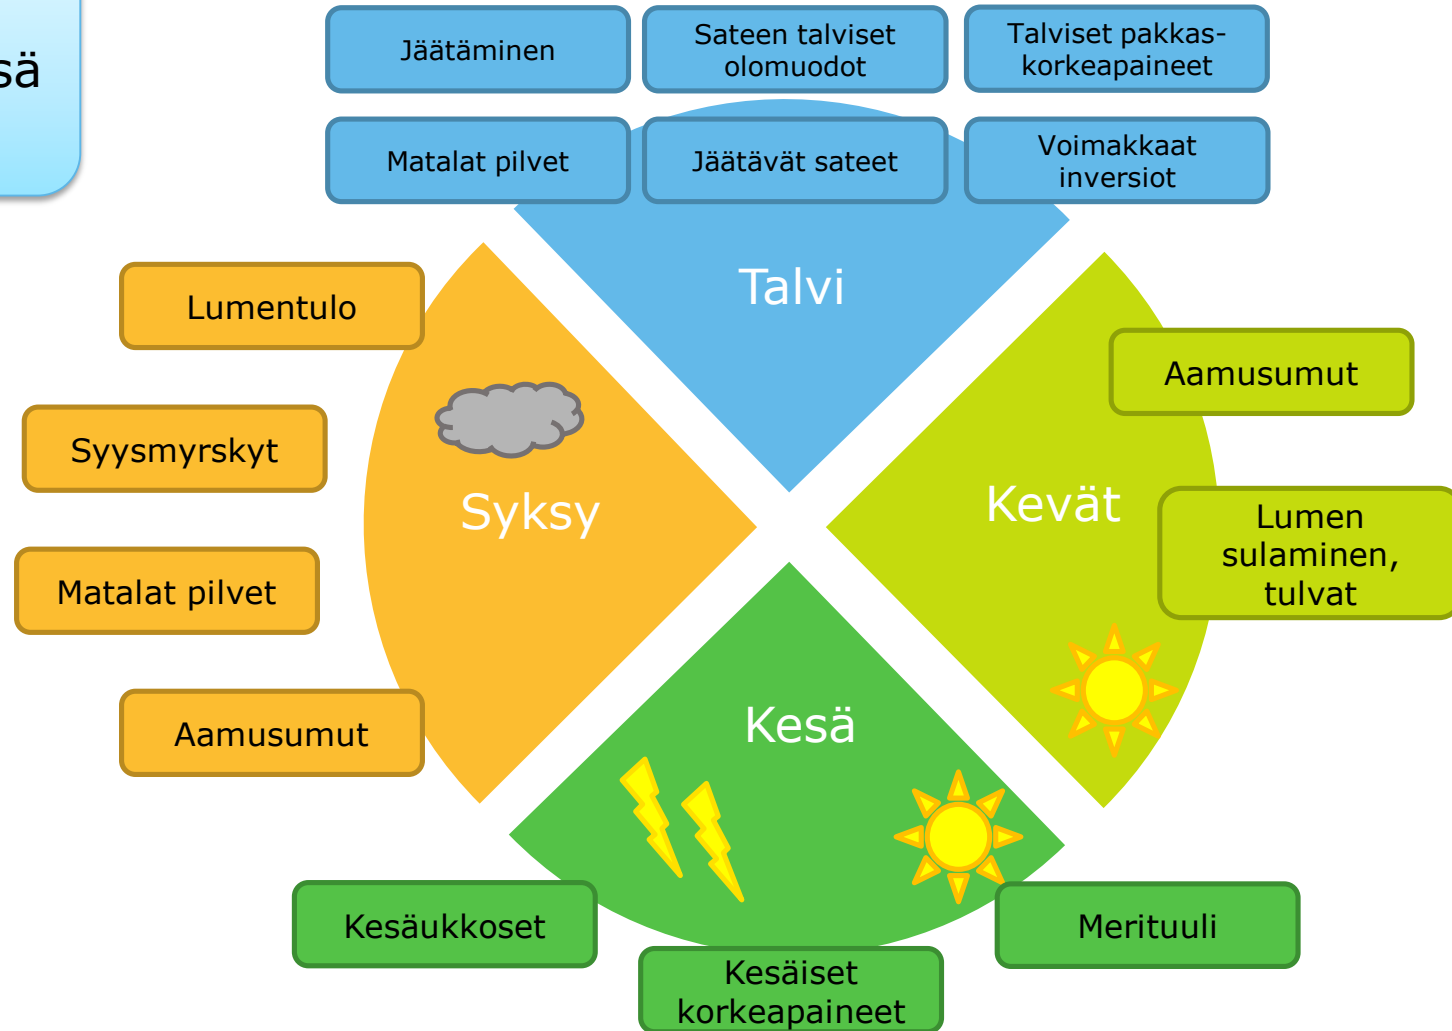 Jäätäminen
Sateen talviset
olomuodot
Talviset pakkas-
korkeapaineet
Matalat pilvet
Jäätävät sateet
Voimakkaat
inversiot
Talvi
Lumentulo
Syysmyrskyt
Matalat pilvet
Aamusumut
Syksy
Kevät
Aamusumut
Lumen
sulaminen,
tulvat
Kesä
Kesäukkoset
Kesäiset
korkeapaineet
Merituuli